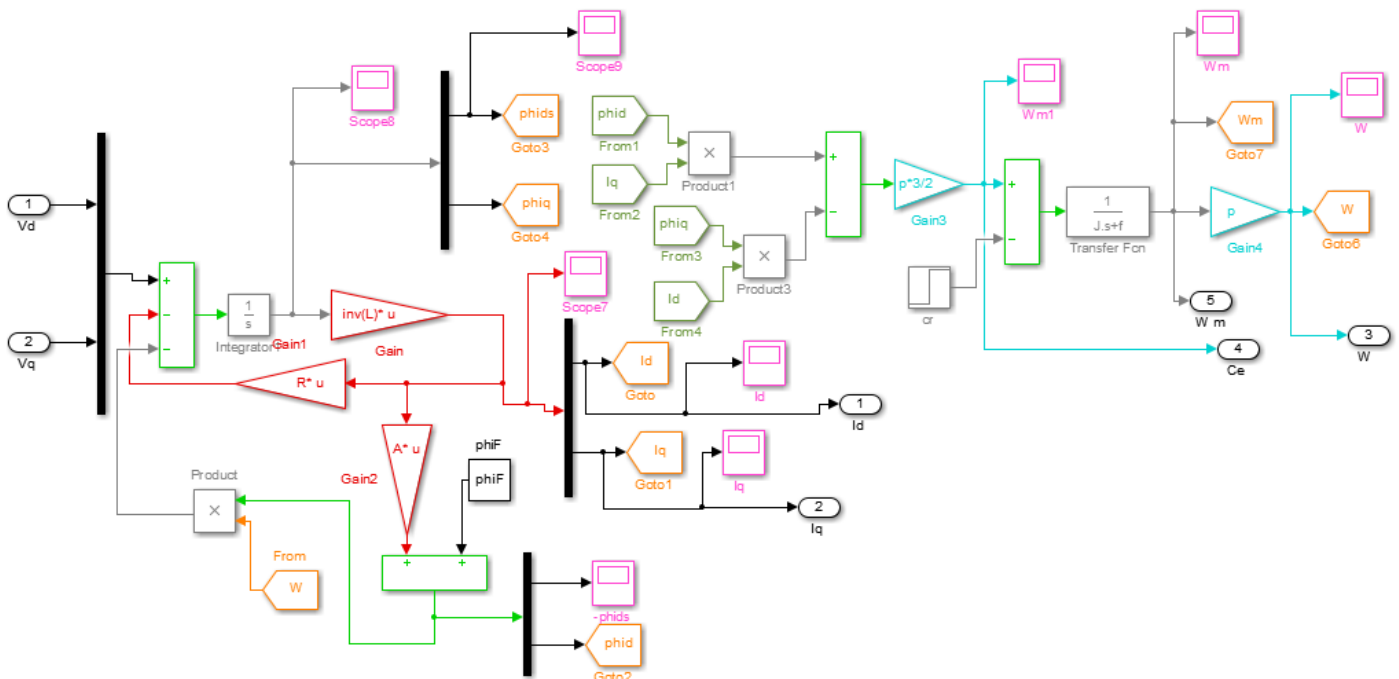 Scope9
Scope8
phids
Goto3
phiq
Goto4
1
Vd
2
Vq
+
−
−
1
s
Integrator
Gain1
inv(L)* u
Gain
R* u
A* u
Gain2
phiF
phiF
Product
×
From
W
+
+
-phids
phid
Goto2
Scope7
Id
Goto
Id
1
Id
Iq
Goto1
Iq
2
Iq
phid
From1
Iq
From2
×
Product1
phiq
From3
Id
From4
×
Product3
+
−
p*3/2
Gain3
Wm1
cr
+
−
1
J.s+f
Transfer Fcn
Wm
Wm
Goto7
p
Gain4
W
W
Goto6
5
W m
3
W
4
Ce